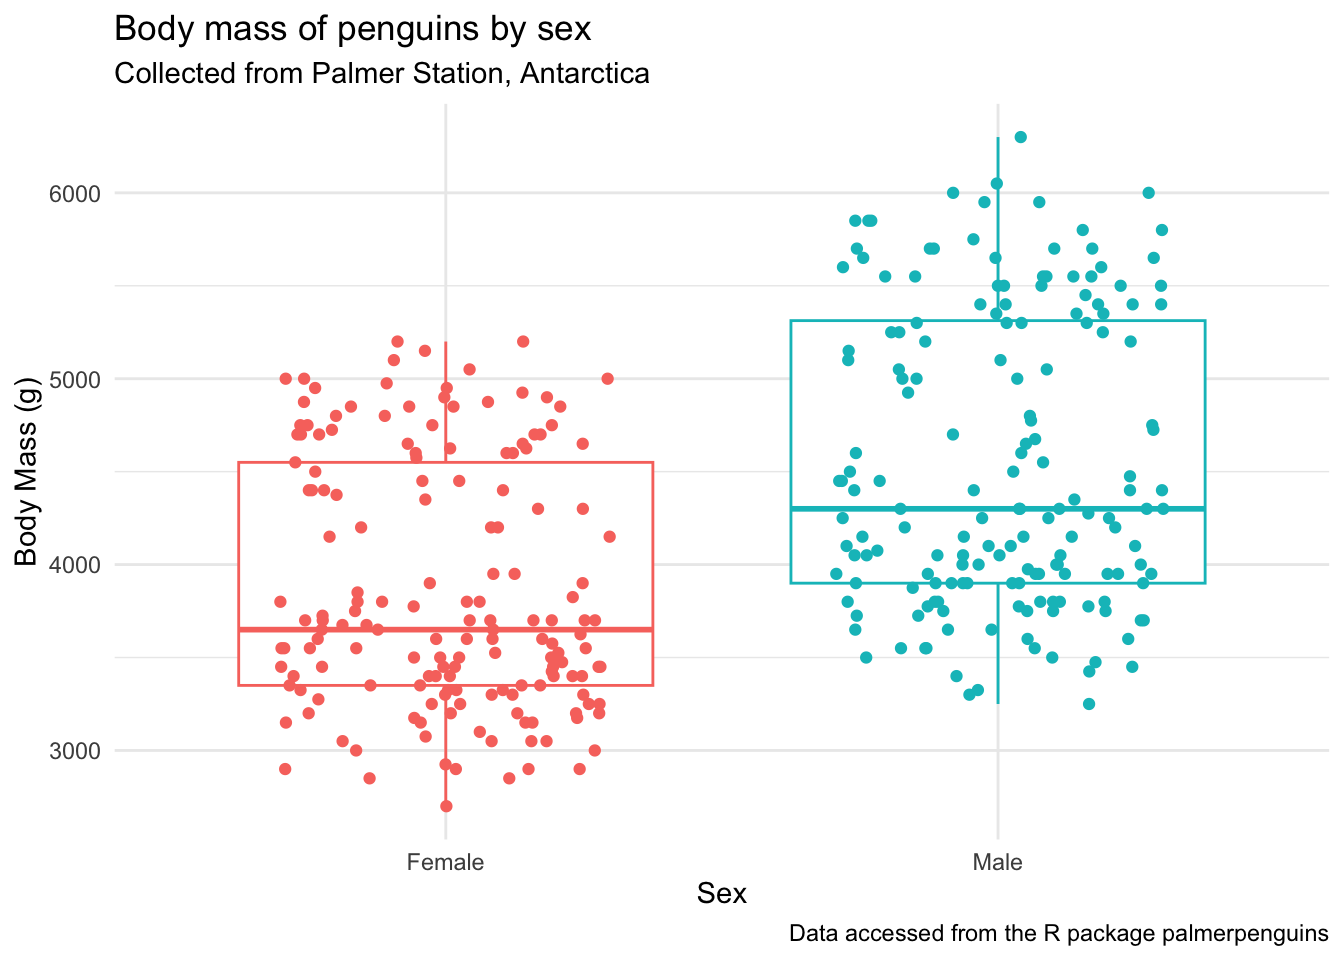 Body mass of penguins by sex
Collected from Palmer Station, Antarctica
6000
5000
4000
3000
Body Mass (g)
Female
Male
Sex
Data accessed from the R package palmerpenguins